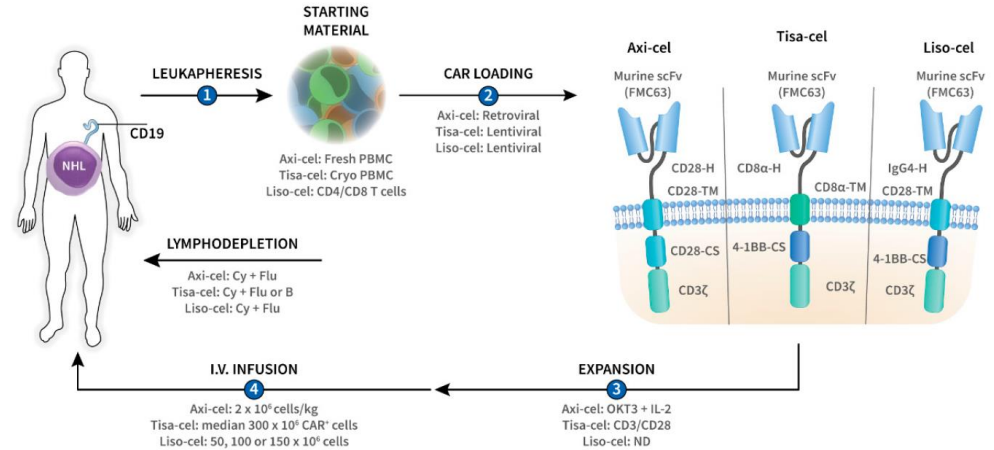 STARTING
MATERIAL
LEUKAPHERESIS
1
CAR LOADING
2
Axi-cel: Retroviral
Tisa-cel: Lentiviral
Liso-cel: Lentiviral
Axi-cel: Fresh PBMC
Tisa-cel: Cryo PBMC
Liso-cel: CD4/CD8 T cells
CD19
NHL
Axi-cel
Murine scFv
(FMC63)
CD28-H
CD28-TM
CD28-CS
CD3ζ
Tisa-cel
Murine scFv
(FMC63)
CD8α-H
CD8α-TM
4-1BB-CS
CD3ζ
Liso-cel
Murine scFv
(FMC63)
IgG4-H
CD28-TM
4-1BB-CS
CD3ζ
LYMPHODEPLETION
Axi-cel: Cy + Flu
Tisa-cel: Cy + Flu or B
Liso-cel: Cy + Flu
EXPANSION
3
Axi-cel: OKT3 + IL-2
Tisa-cel: CD3/CD28
Liso-cel: ND
I.V. INFUSION
4
Axi-cel: 2 x 10⁶ cells/kg
Tisa-cel: median 300 x 10⁶ CAR⁺ cells
Liso-cel: 50, 100 or 150 x 10⁶ cells